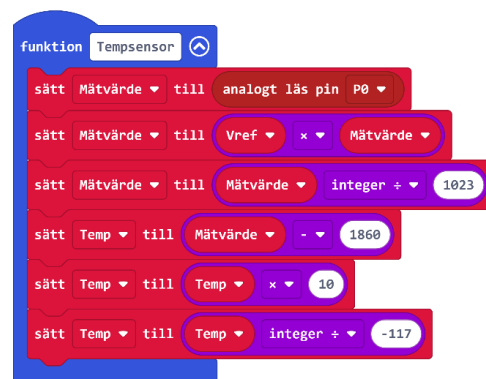 funktion Tempsensor
sätt Mätvärde till analogt läs pin P0
sätt Mätvärde till Vref × Mätvärde
sätt Mätvärde till Mätvärde integer ÷ 1023
sätt Temp till Mätvärde - 1860
sätt Temp till Temp × 10
sätt Temp till Temp integer ÷ -117